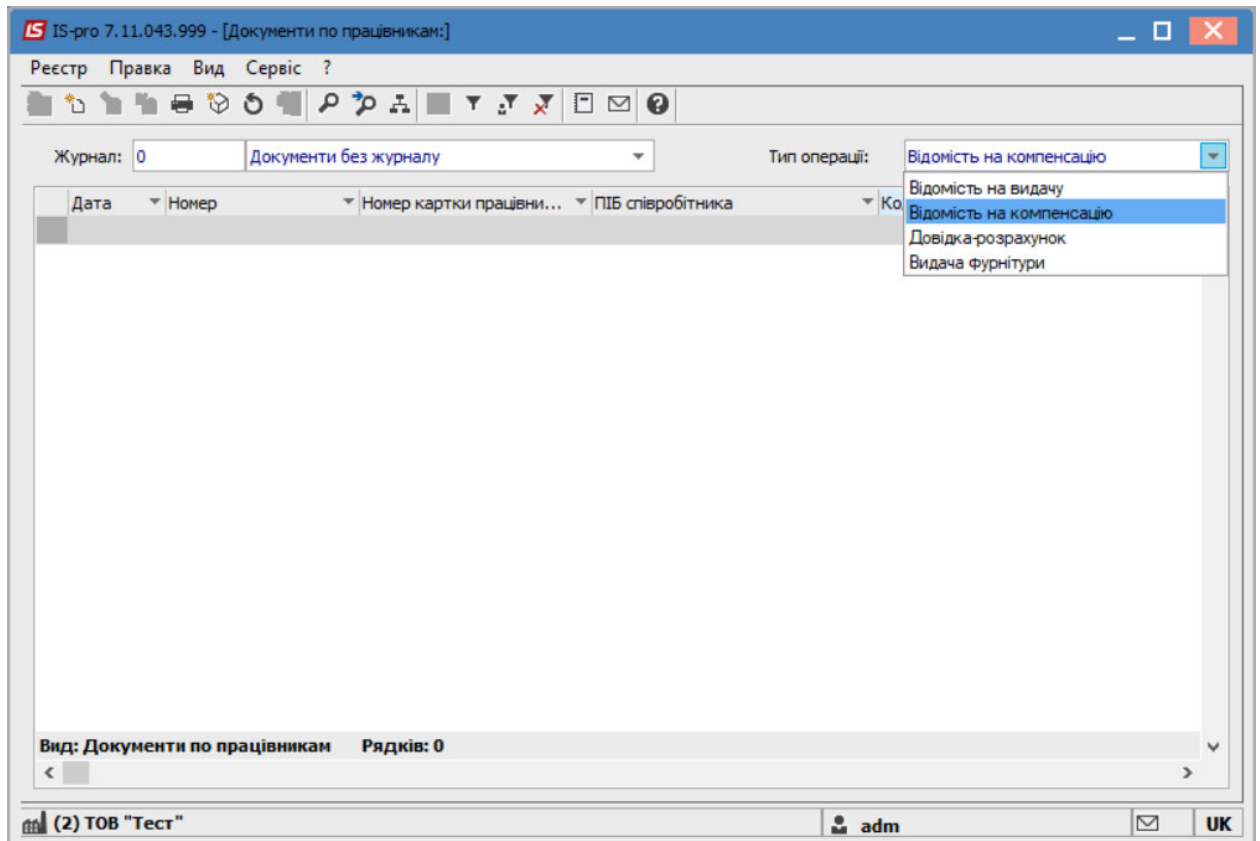 IS-pro 7.11.043.999 - [Документи по працівникам:]
Реєстр Правка Вид Сервіс ?
Журнал: 0 Документи без журналу Тип операції: Відомість на компенсацію
Відомість на видачу
Відомість на компенсацію
Довідка-розрахунок
Видача фурнітури
Дата Номер Номер картки працівни... ПІБ співробітника
Вид: Документи по працівникам Рядків: 0
(2) ТОВ "Тест" adm UK